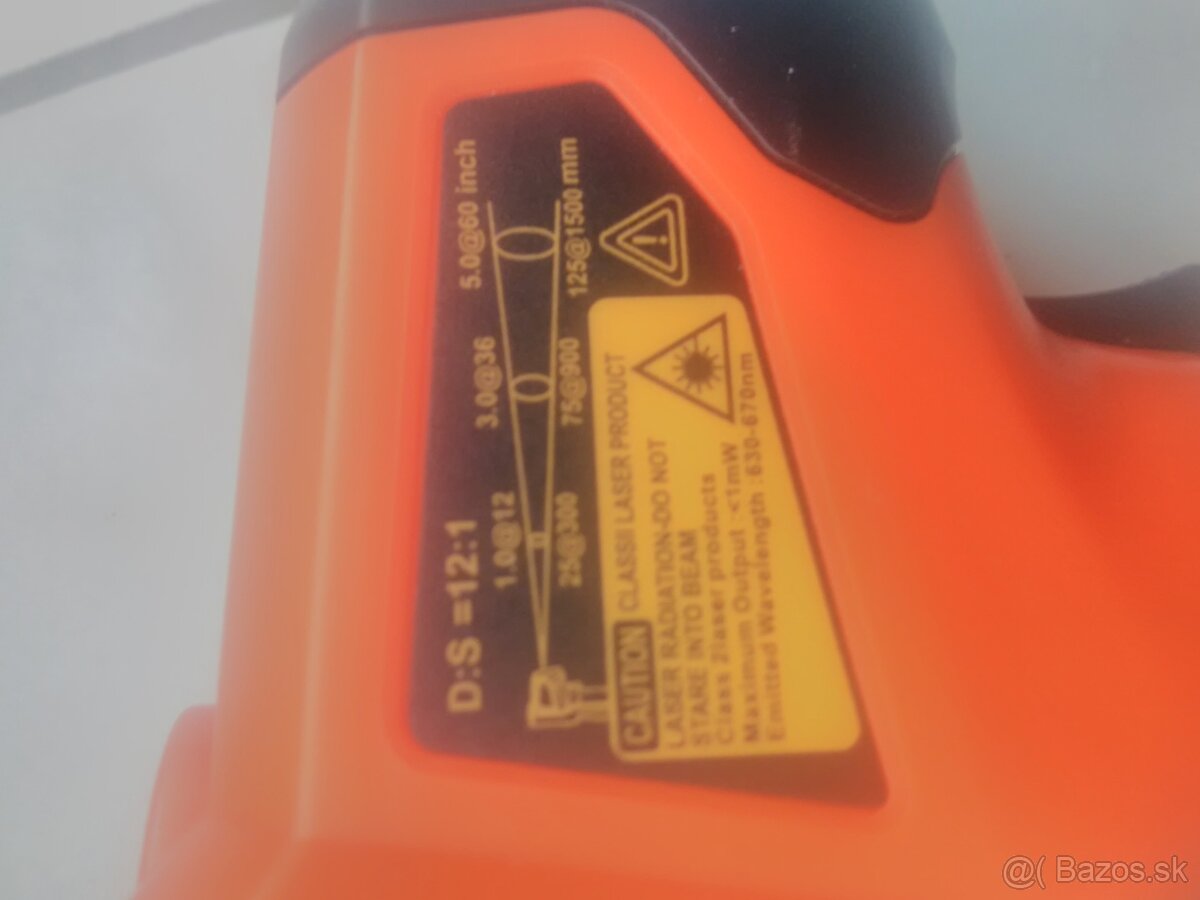 D:S =12:1
1.0@12 3.0@36 5.0@60 inch
25@300 75@900 125@1500 mm
CAUTION CLASSII LASER PRODUCT
LASER RADIATION-DO NOT
STARE INTO BEAM
Class 2laser products
Maximum Output :<1mW
Emitted Wavelength :630-670nm
@( Bazos.sk